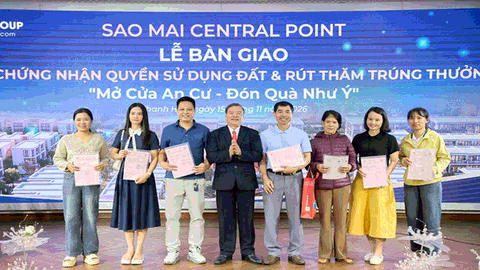 OUP
com
SAO MAI CENTRAL POINT
LỄ BÀN GIAO
CHỨNG NHẬN QUYỀN SỬ DỤNG ĐẤT & RÚT THĂM TRÚNG THƯỞN
"Mở Cửa An Cư - Đón Quà Như Ý"